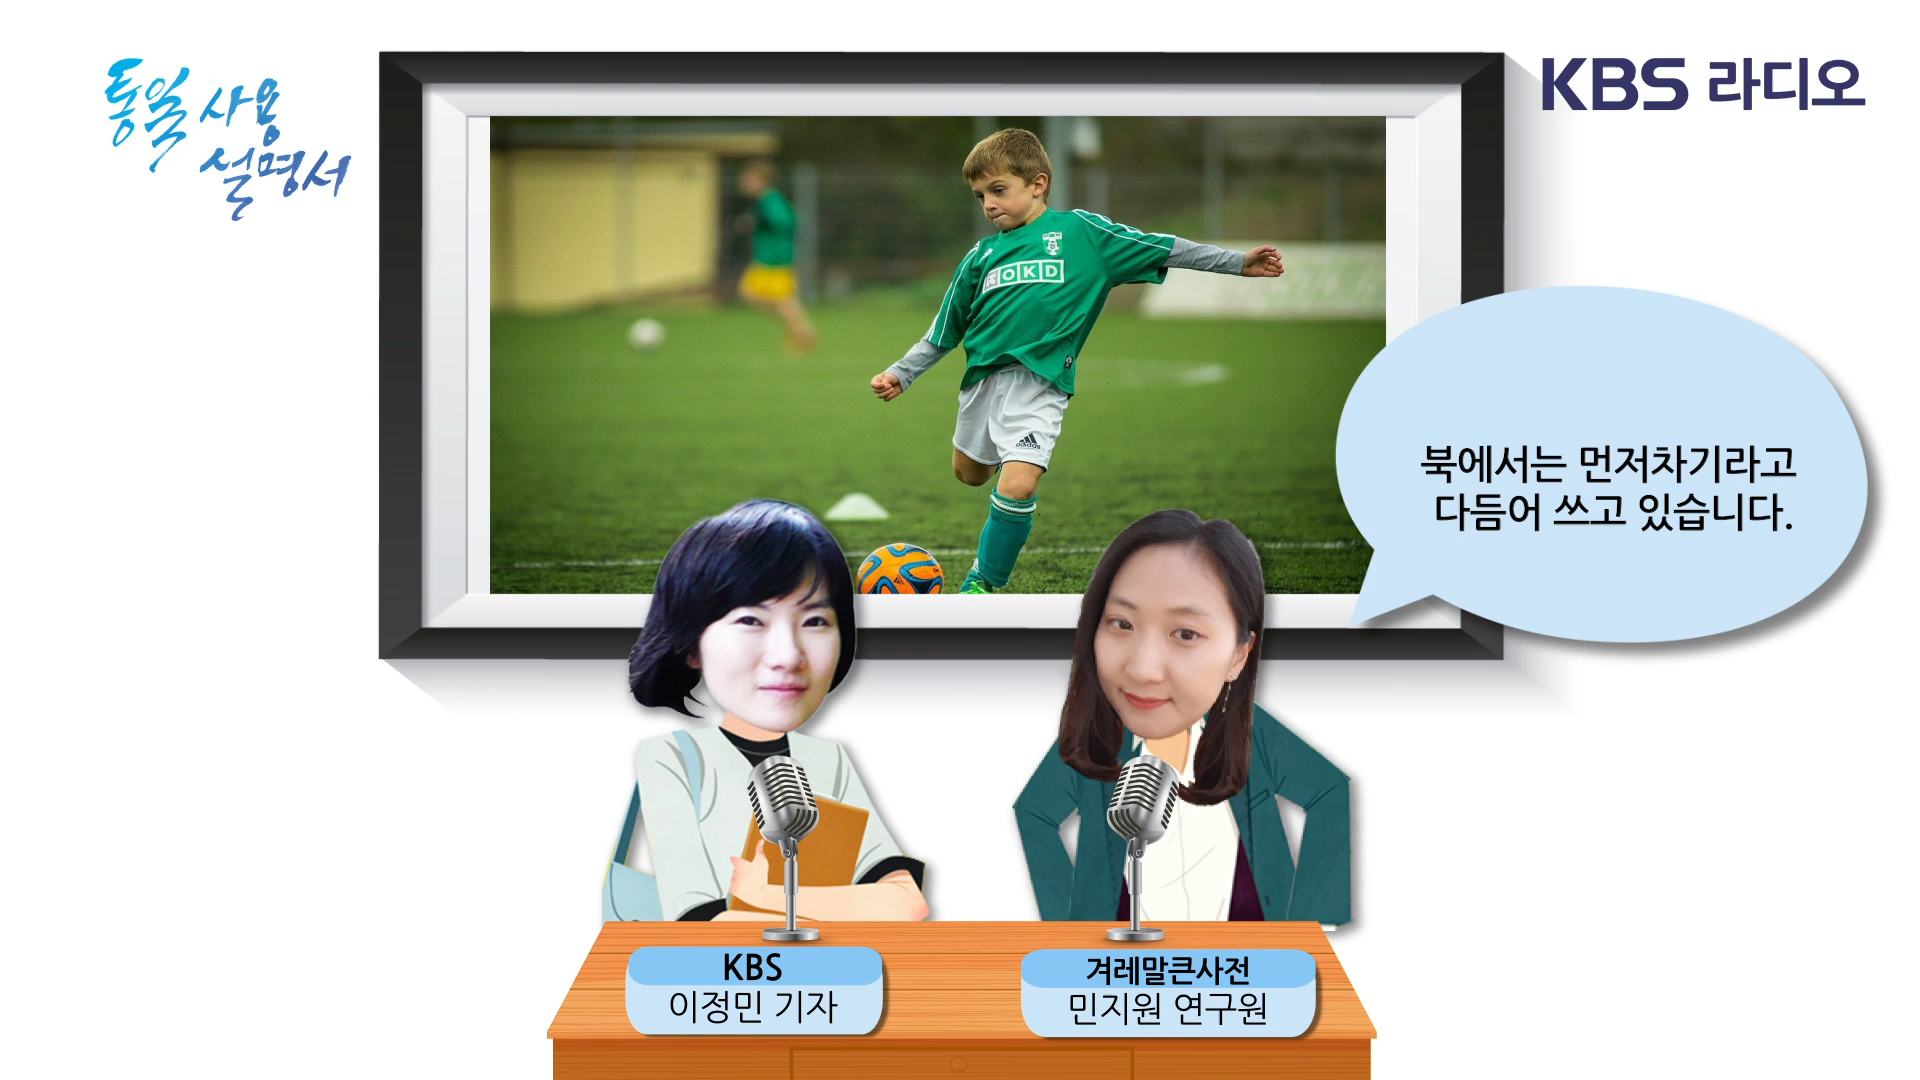 통일 사용
설명서
KBS 라디오
OKD
adidas
북에서는 먼저차기라고
다듬어 쓰고 있습니다.
KBS
이정민 기자
겨레말큰사전
민지원 연구원